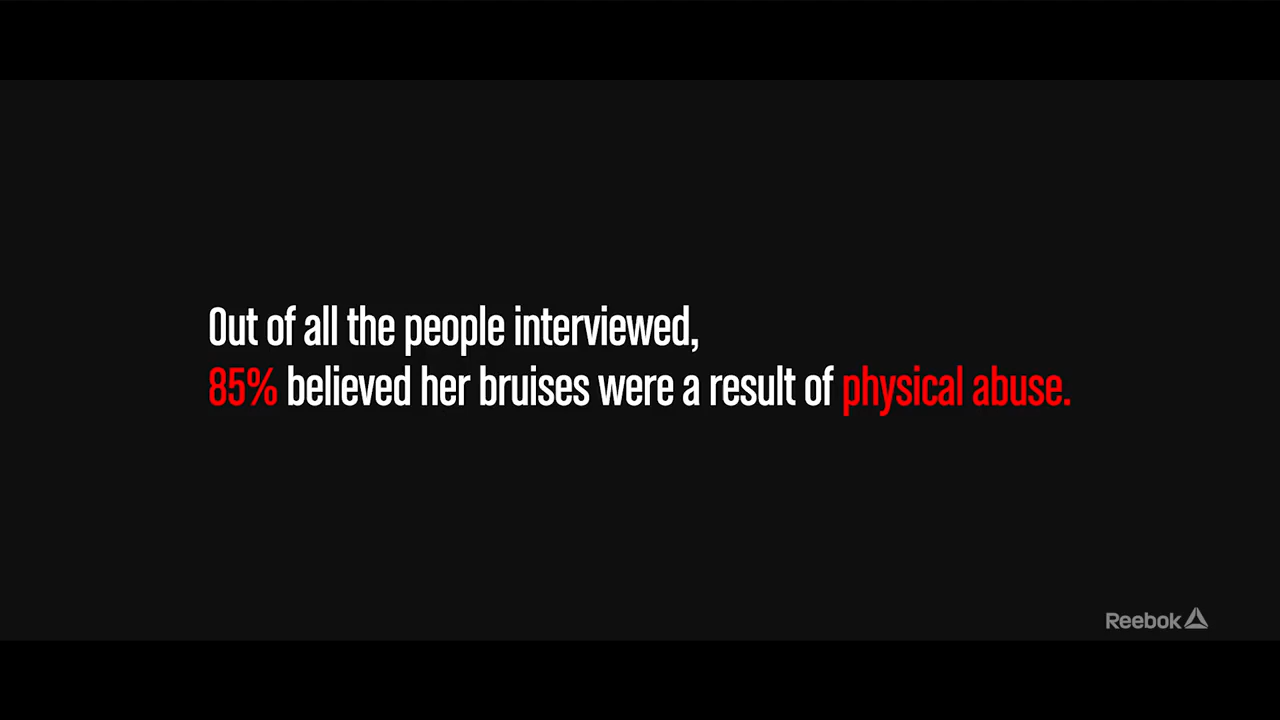 Out of all the people interviewed,
85% believed her bruises were a result of physical abuse.
Reebok